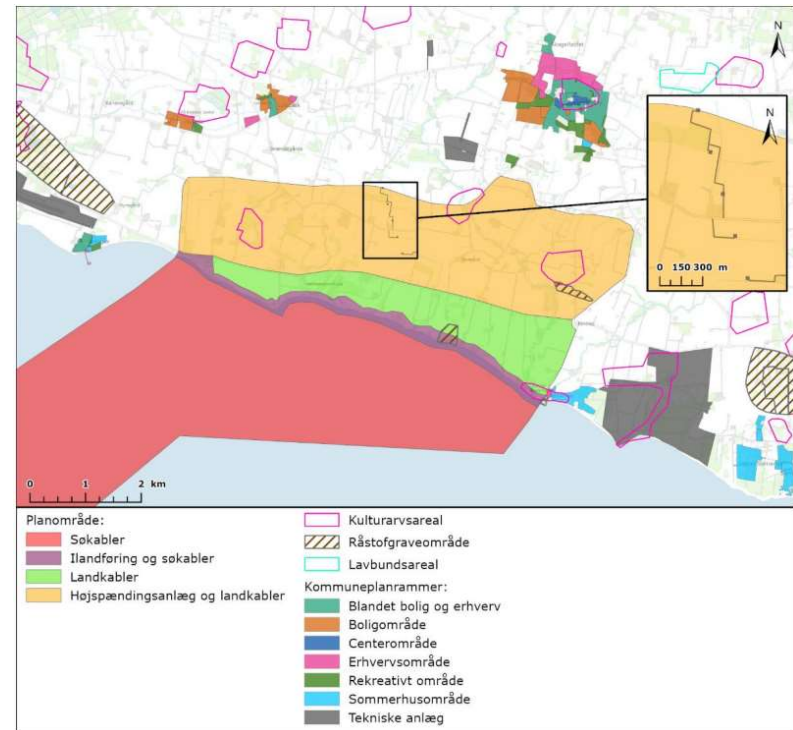 N
N
0 150 300 m
0 1 2 km
Planområde:
Søkabler
Ilandføring og søkabler
Landkabler
Højspændingsanlæg og landkabler
Kulturarvsareal
Råstofgraveområde
Lavbundsareal
Kommuneplanrammer:
Blandet bolig og erhverv
Boligområde
Centerområde
Erhvervsområde
Rekreativt område
Sommerhusområde
Tekniske anlæg